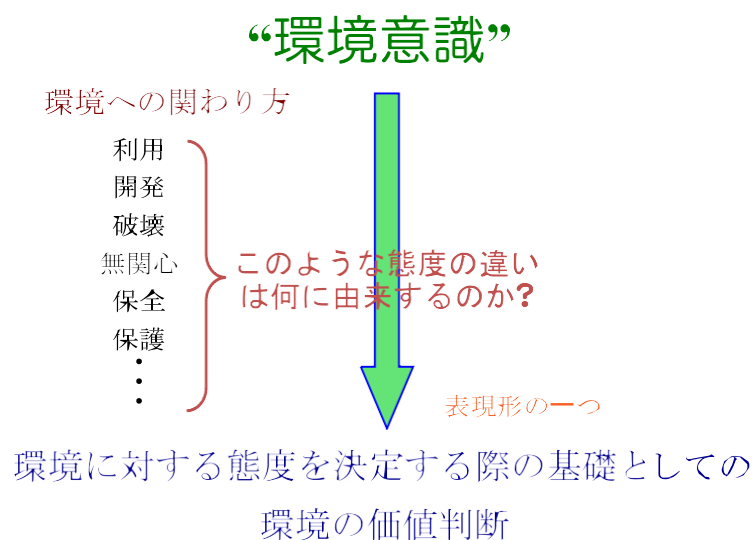 “環境意識”
環境への関わり方
利用
開発
破壊
無関心
保全
保護
・
・
・
このような態度の違い
は何に由来するのか?
表現形の一つ
環境に対する態度を決定する際の基礎としての
環境の価値判断